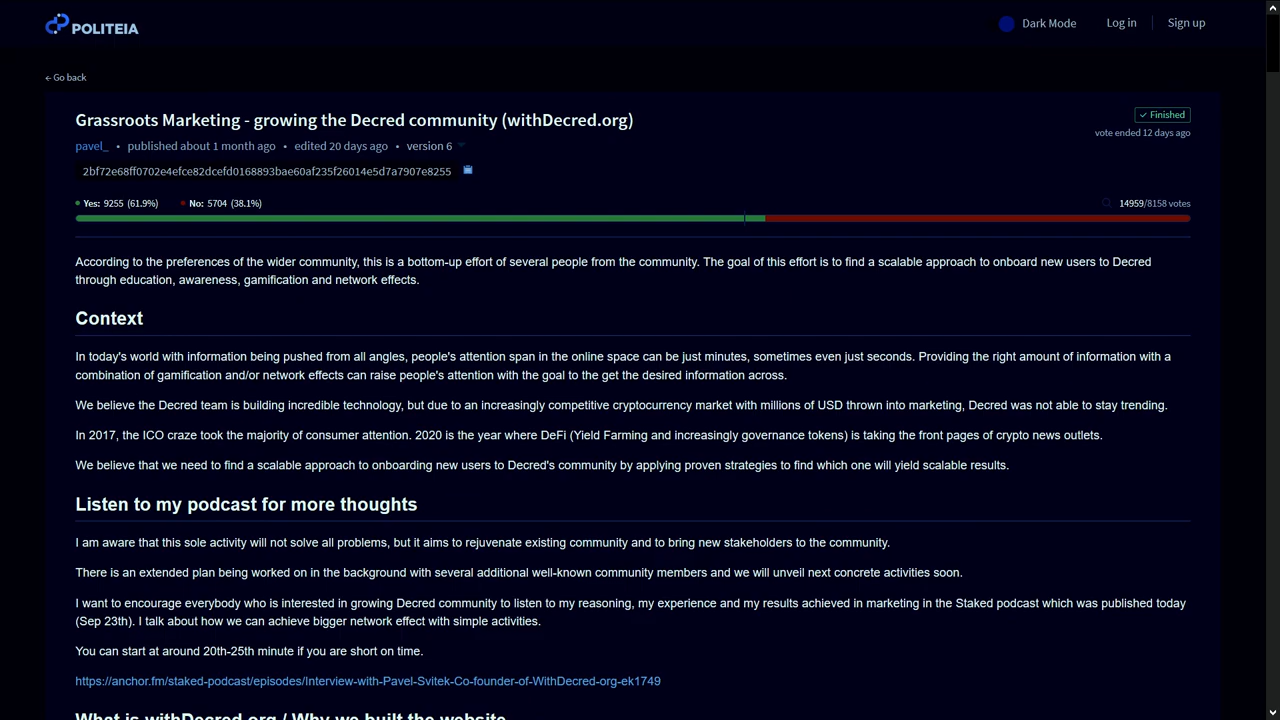 POLITEIA
Dark Mode
Log in
Sign up
←Go back
Grassroots Marketing - growing the Decred community (withDecred.org)
✓ Finished
pavel_ • published about 1 month ago • edited 20 days ago • version 6
vote ended 12 days ago
2bf72e68ff0702e4efce82dcefd0168893bae60af235f26014e5d7a7907e8255
Yes: 9255 (61.9%) No: 5704 (38.1%)
14959/8158 votes
According to the preferences of the wider community, this is a bottom-up effort of several people from the community. The goal of this effort is to find a scalable approach to onboard new users to Decred
through education, awareness, gamification and network effects.
Context
In today's world with information being pushed from all angles, people's attention span in the online space can be just minutes, sometimes even just seconds. Providing the right amount of information with a
combination of gamification and/or network effects can raise people's attention with the goal to the get the desired information across.
We believe the Decred team is building incredible technology, but due to an increasingly competitive cryptocurrency market with millions of USD thrown into marketing, Decred was not able to stay trending.
In 2017, the ICO craze took the majority of consumer attention. 2020 is the year where DeFi (Yield Farming and increasingly governance tokens) is taking the front pages of crypto news outlets.
We believe that we need to find a scalable approach to onboarding new users to Decred's community by applying proven strategies to find which one will yield scalable results.
Listen to my podcast for more thoughts
I am aware that this sole activity will not solve all problems, but it aims to rejuvenate existing community and to bring new stakeholders to the community.
There is an extended plan being worked on in the background with several additional well-known community members and we will unveil next concrete activities soon.
I want to encourage everybody who is interested in growing Decred community to listen to my reasoning, my experience and my results achieved in marketing in the Staked podcast which was published today
(Sep 23th). I talk about how we can achieve bigger network effect with simple activities.
You can start at around 20th-25th minute if you are short on time.
https://anchor.fm/staked-podcast/episodes/Interview-with-Pavel-Svitek-Co-founder-of-WithDecred-org-ek1749
What is withDecred.org / Why we built the website